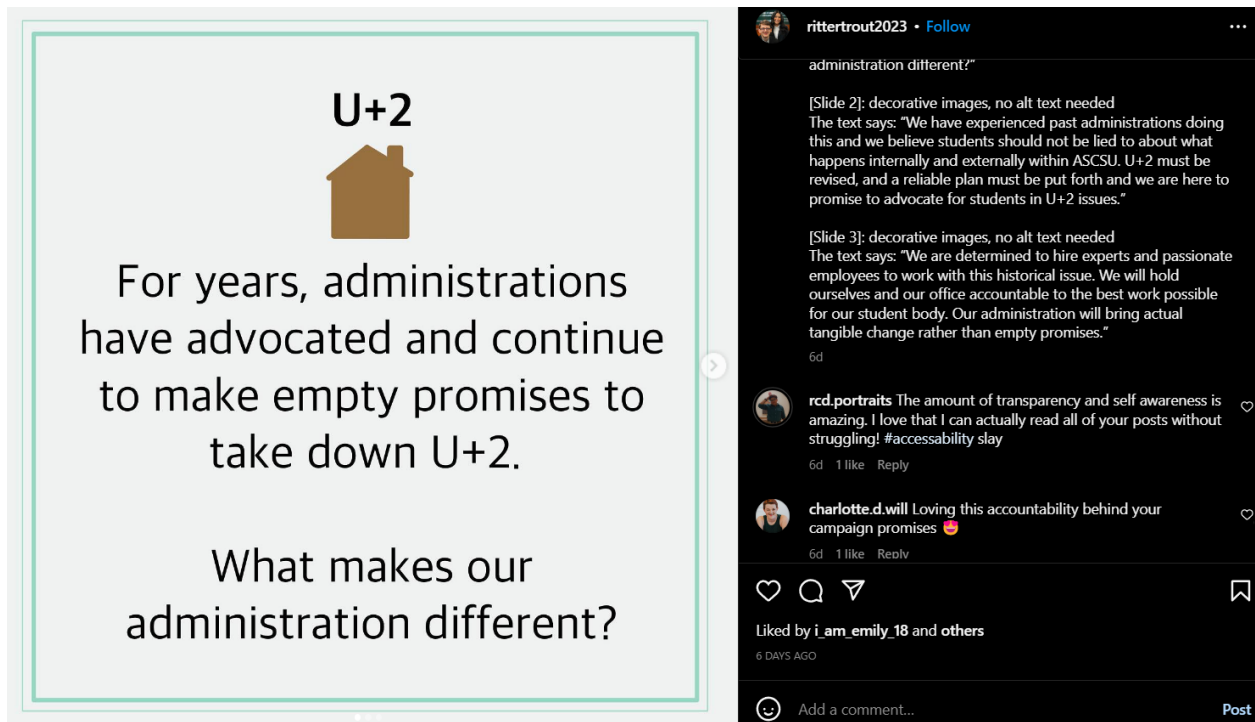 U+2
For years, administrations
have advocated and continue
to make empty promises to
take down U+2.
What makes our
administration different?
rittertrout2023 • Follow
administration different?"
[Slide 2]: decorative images, no alt text needed
The text says: “We have experienced past administrations doing
this and we believe students should not be lied to about what
happens internally and externally within ASCSU. U+2 must be
revised, and a reliable plan must be put forth and we are here to
promise to advocate for students in U+2 issues.”
[Slide 3]: decorative images, no alt text needed
The text says: “We are determined to hire experts and passionate
employees to work with this historical issue. We will hold
ourselves and our office accountable to the best work possible
for our student body. Our administration will bring actual
tangible change rather than empty promises.”
6d
rcd.portraits The amount of transparency and self awareness is
amazing. I love that I can actually read all of your posts without
struggling! #accessability slay
6d 1 like Reply
charlotte.d.will Loving this accountability behind your
campaign promises 🤩
6d 1 like Reply
Liked by i_am_emily_18 and others
6 DAYS AGO
Add a comment...
Post